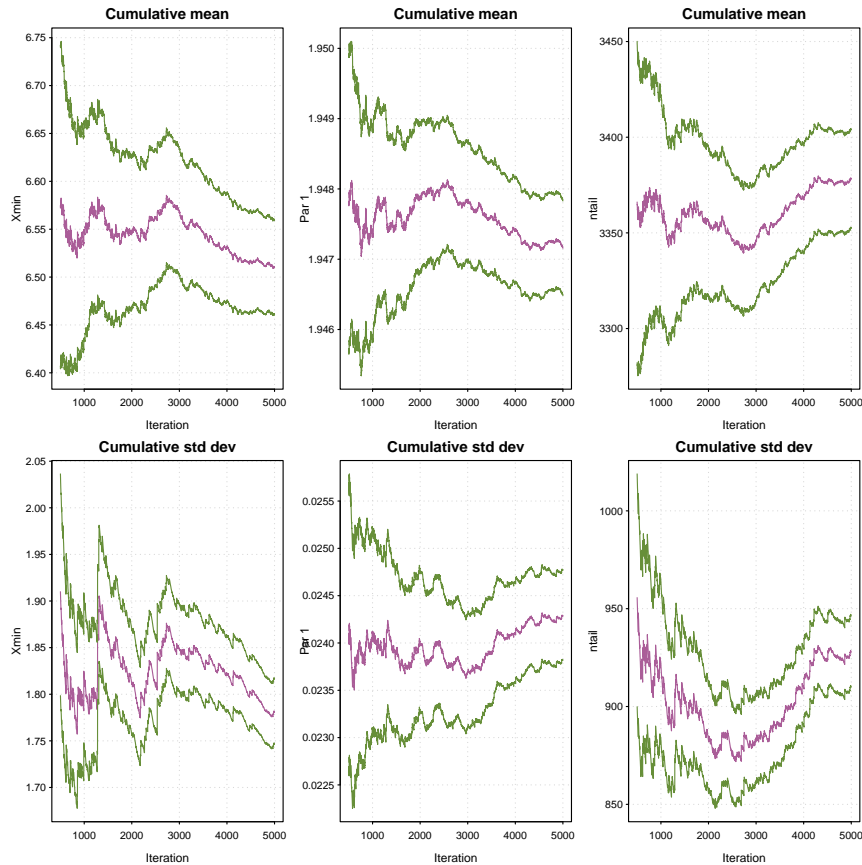 Cumulative mean
6.75
6.70
6.65
6.60
6.55
6.50
6.45
6.40
Xmin
1000 2000 3000 4000 5000
Iteration
Cumulative mean
1.950
1.949
1.948
1.947
1.946
Par 1
1000 2000 3000 4000 5000
Iteration
Cumulative mean
3450
3400
3350
3300
ntail
1000 2000 3000 4000 5000
Iteration
Cumulative std dev
2.05
2.00
1.95
1.90
1.85
1.80
1.75
1.70
Xmin
1000 2000 3000 4000 5000
Iteration
Cumulative std dev
0.0255
0.0250
0.0245
0.0240
0.0235
0.0230
0.0225
Par 1
1000 2000 3000 4000 5000
Iteration
Cumulative std dev
1000
950
900
850
ntail
1000 2000 3000 4000 5000
Iteration